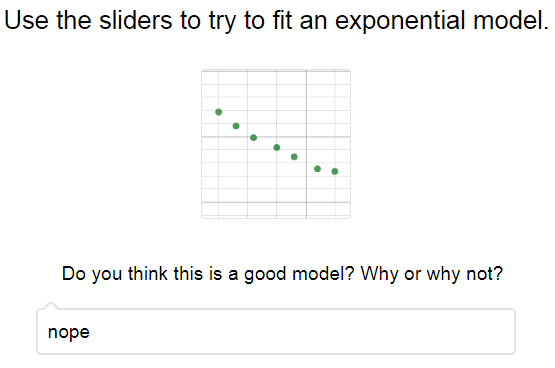 Use the sliders to try to fit an exponential model.
Do you think this is a good model? Why or why not?
nope